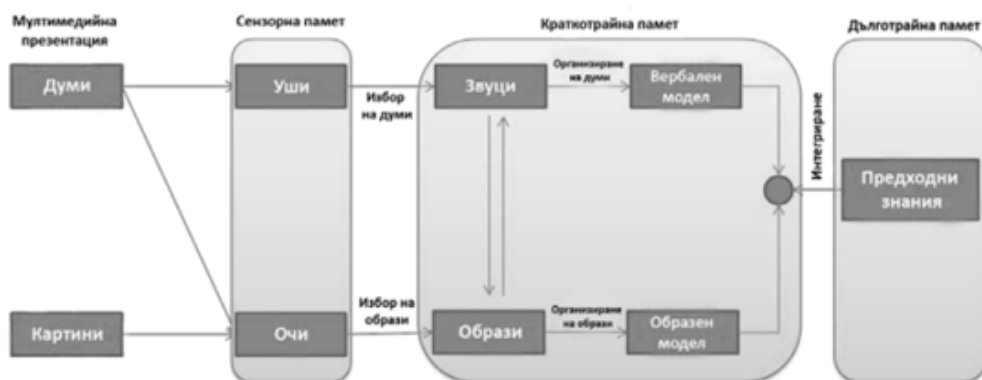 Мултимедийна
презентация
Сензорна памет
Краткотрайна памет
Дълготрайна памет
Думи
Уши
Избор
на думи
Звуци
Организиране
на думи
Вербален
модел
Интегриране
Предходни
знания
Картини
Очи
Избор на
образи
Образи
Организиране
на образи
Образен
модел